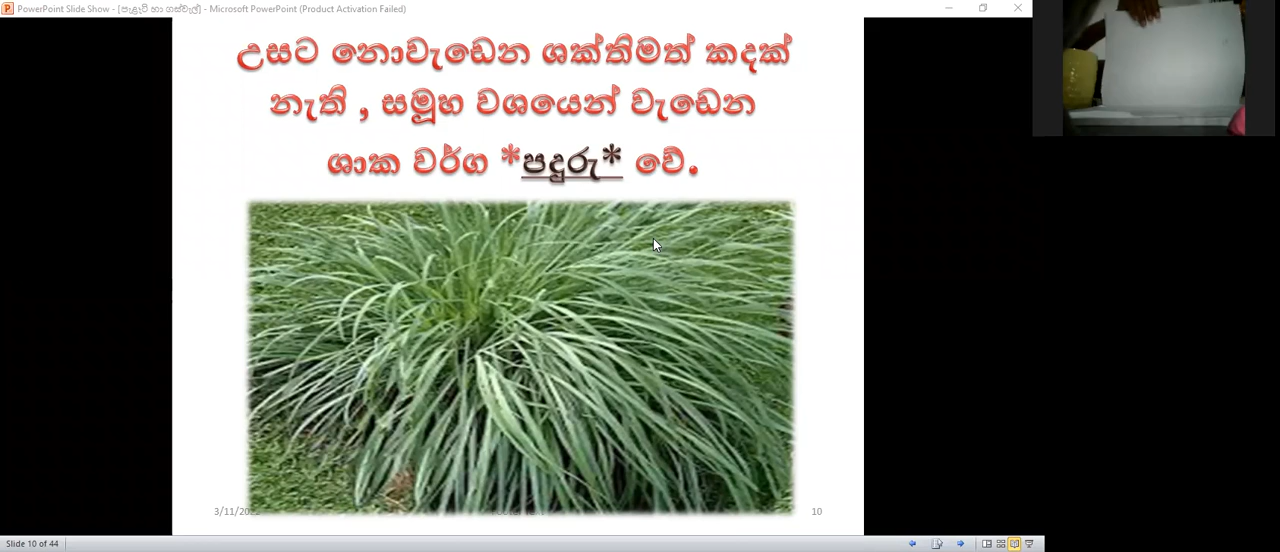 PowerPoint Slide Show - [පැළෑටි හා ගස්වැල්] - Microsoft PowerPoint (Product Activation Failed)
උසට නොවැඩෙන ශක්තිමත් කඳක්
නැති , සමූහ වශයෙන් වැඩෙන
ශාක වර්ග *පඳුරු* වේ.
10
Slide 10 of 44